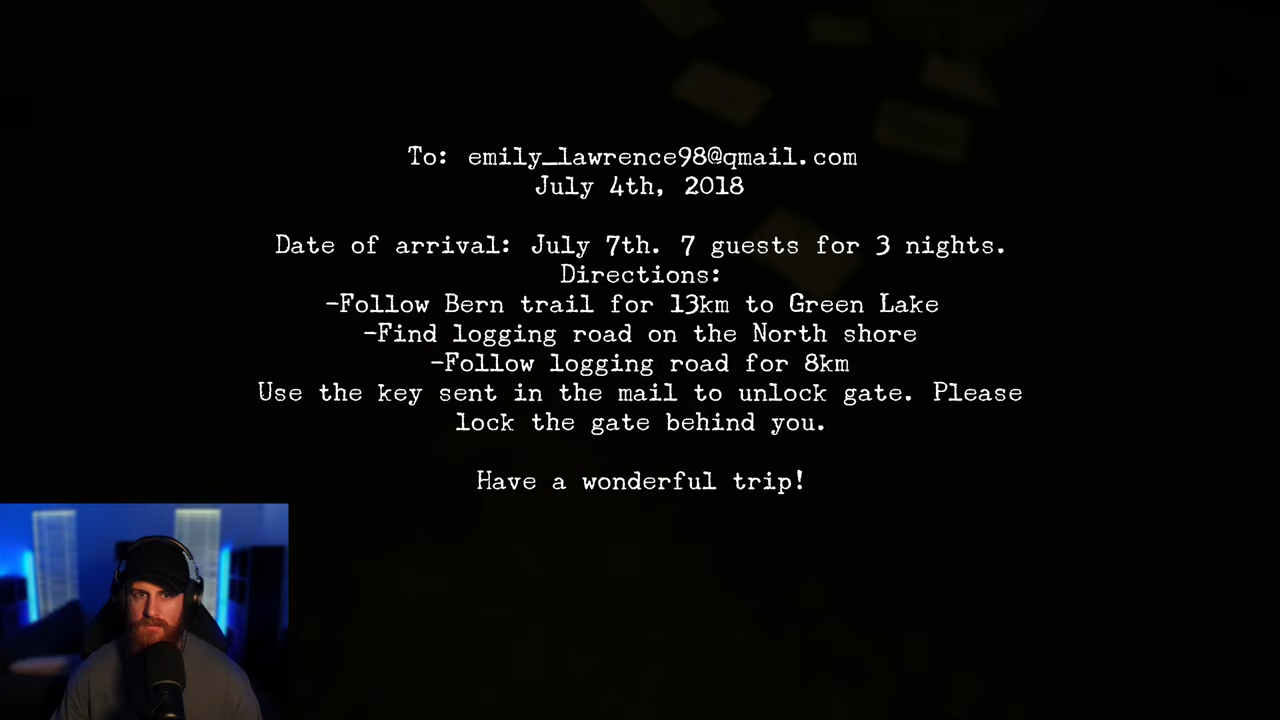 To: emily_lawrence98@qmail.com
July 4th, 2018
Date of arrival: July 7th. 7 guests for 3 nights.
Directions:
-Follow Bern trail for 13km to Green Lake
-Find logging road on the North shore
-Follow logging road for 8km
Use the key sent in the mail to unlock gate. Please
lock the gate behind you.
Have a wonderful trip!